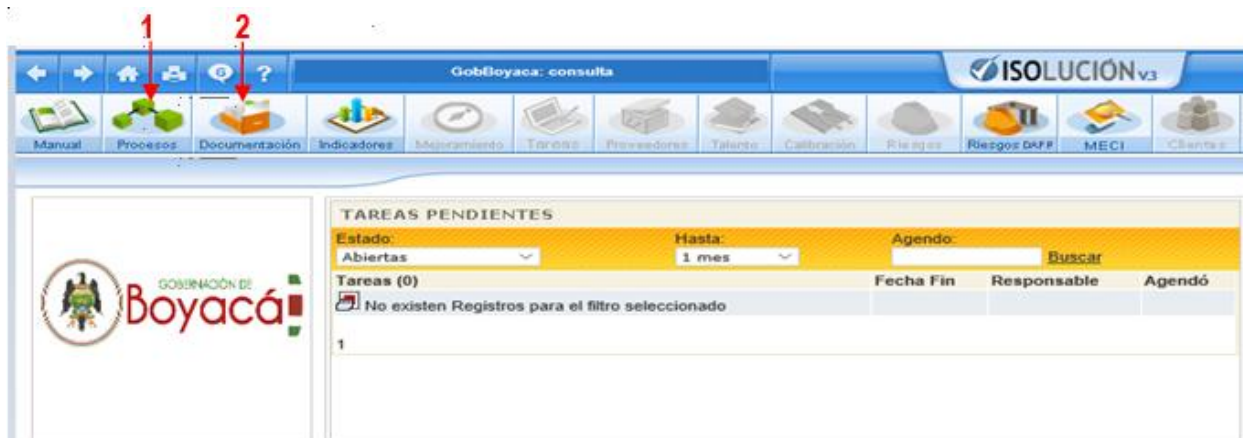 1 2
GobBoyaca: consulta
ISOLUCIÓN V3
Manual Procesos Documentación Indicadores Mejoramiento Tareas Proveedores Talento Calibración Riesgos Riesgos DAFP MECI Clientes
TAREAS PENDIENTES
Estado: Hasta: Agendo:
Abiertas 1 mes Buscar
Tareas (0) Fecha Fin Responsable Agendó
No existen Registros para el filtro seleccionado
1
GOBERNACIÓN DE
Boyacá